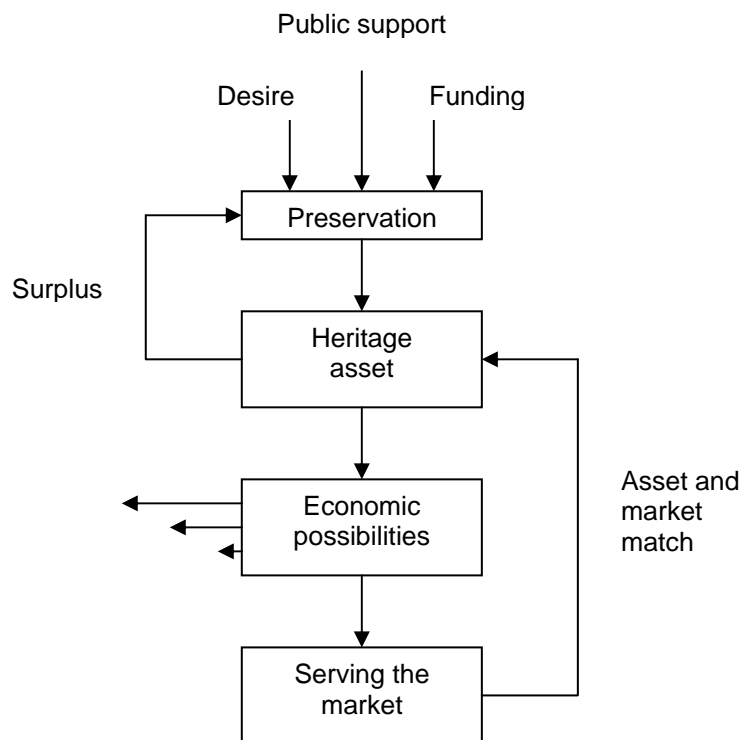 Public support
Desire
Funding
Preservation
Surplus
Heritage
asset
Economic
possibilities
Asset and
market
match
Serving the
market